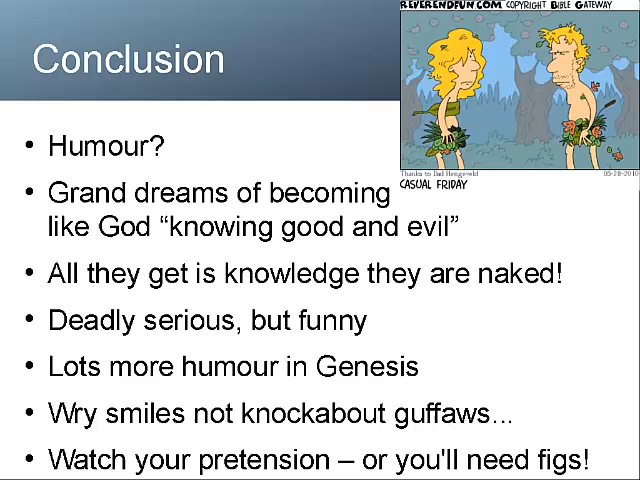 REVERENDFUN.COM COPYRIGHT BIBLE GATEWAY
Conclusion
Thanks to Dad Hengeveld 05-28-2010
CASUAL FRIDAY
• Humour?
• Grand dreams of becoming
like God “knowing good and evil”
• All they get is knowledge they are naked!
• Deadly serious, but funny
• Lots more humour in Genesis
• Wry smiles not knockabout guffaws...
• Watch your pretension – or you'll need figs!